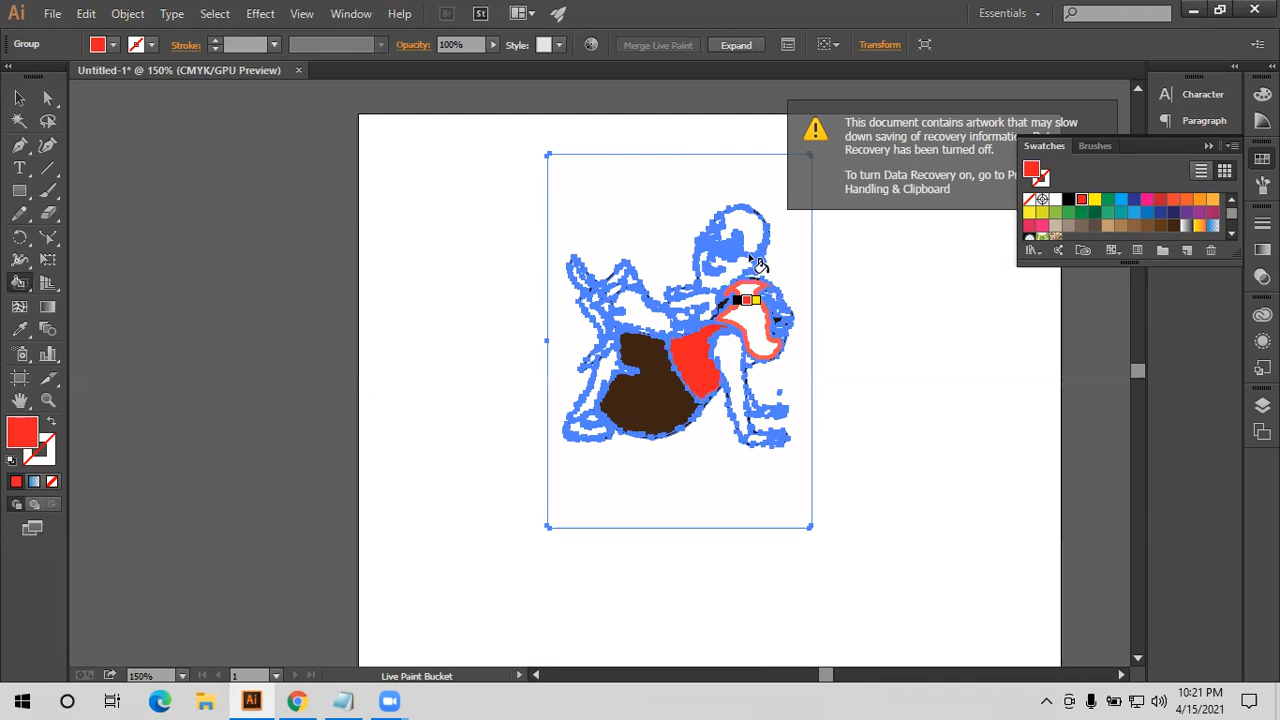 Ai File Edit Object Type Select Effect View Window Help Br St Essentials
Group Stroke: Opacity: 100% Style: Merge Live Paint Expand Transform
Untitled-1* @ 150% (CMYK/GPU Preview) ×
This document contains artwork that may slow
down saving of recovery information.
Recovery has been turned off.
To turn Data Recovery on, go to
Handling & Clipboard
Character
Paragraph
Swatches Brushes
150% 1 Live Paint Bucket
Ai 10:21 PM
4/15/2021